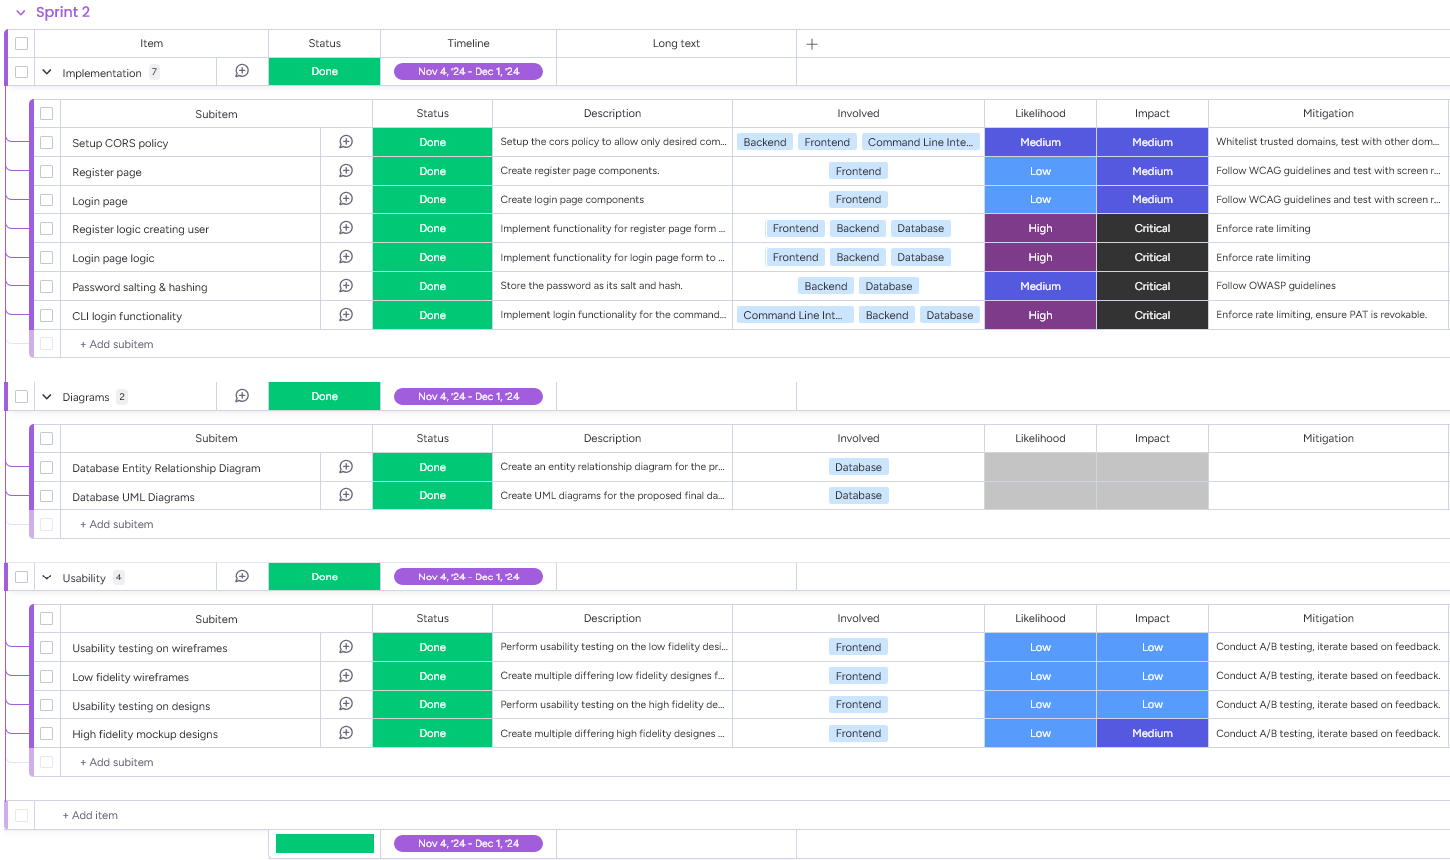 Sprint 2
Item Status Timeline Long text
Implementation 7 Done Nov 4, '24 - Dec 1, '24
Subitem Status Description Involved Likelihood Impact Mitigation
Setup CORS policy Done Setup the cors policy to allow only desired com... Backend Frontend Command Line Inte... Medium Medium Whitelist trusted domains, test with other dom...
Register page Done Create register page components. Frontend Low Medium Follow WCAG guidelines and test with screen r...
Login page Done Create login page components Frontend Low Medium Follow WCAG guidelines and test with screen r...
Register logic creating user Done Implement functionality for register page form ... Frontend Backend Database High Critical Enforce rate limiting
Login page logic Done Implement functionality for login page form to ... Frontend Backend Database High Critical Enforce rate limiting
Password salting & hashing Done Store the password as its salt and hash. Backend Database Medium Critical Follow OWASP guidelines
CLI login functionality Done Implement login functionality for the command... Command Line Int... Backend Database High Critical Enforce rate limiting, ensure PAT is revokable.
+ Add subitem
Diagrams 2 Done Nov 4, '24 - Dec 1, '24
Subitem Status Description Involved Likelihood Impact Mitigation
Database Entity Relationship Diagram Done Create an entity relationship diagram for the pr... Database
Database UML Diagrams Done Create UML diagrams for the proposed final da... Database
+ Add subitem
Usability 4 Done Nov 4, '24 - Dec 1, '24
Subitem Status Description Involved Likelihood Impact Mitigation
Usability testing on wireframes Done Perform usability testing on the low fidelity desi... Frontend Low Low Conduct A/B testing, iterate based on feedback.
Low fidelity wireframes Done Create multiple differing low fidelity designes f... Frontend Low Low Conduct A/B testing, iterate based on feedback.
Usability testing on designs Done Perform usability testing on the high fidelity de... Frontend Low Low Conduct A/B testing, iterate based on feedback.
High fidelity mockup designs Done Create multiple differing high fidelity designes ... Frontend Low Medium Conduct A/B testing, iterate based on feedback.
+ Add subitem
+ Add item
Nov 4, '24 - Dec 1, '24